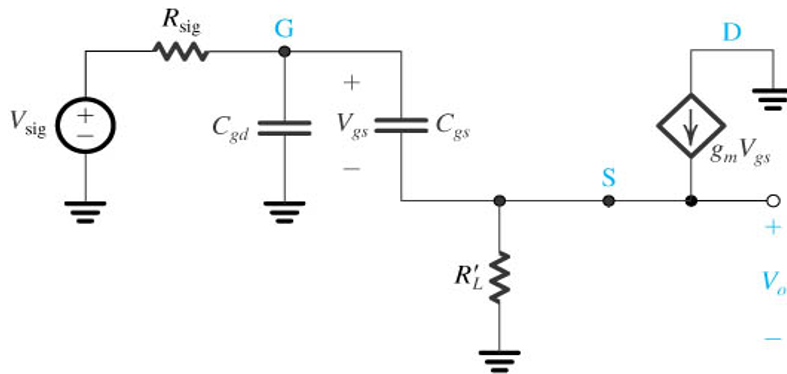 R_sig
G
D
+
V_sig
+
−
C_gd
V_gs
C_gs
g_m V_gs
−
S
+
R′_L
V_o
−